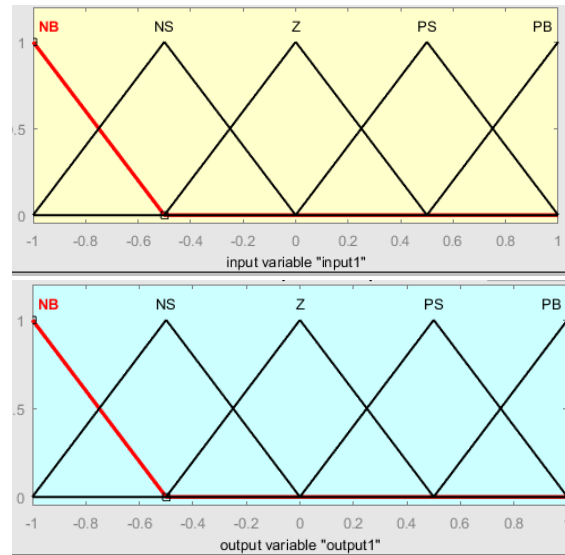 NB NS Z PS PB
1
.5
0
-1 -0.8 -0.6 -0.4 -0.2 0 0.2 0.4 0.6 0.8 1
input variable "input1"
NB NS Z PS PB
1
.5
0
-1 -0.8 -0.6 -0.4 -0.2 0 0.2 0.4 0.6 0.8
output variable "output1"